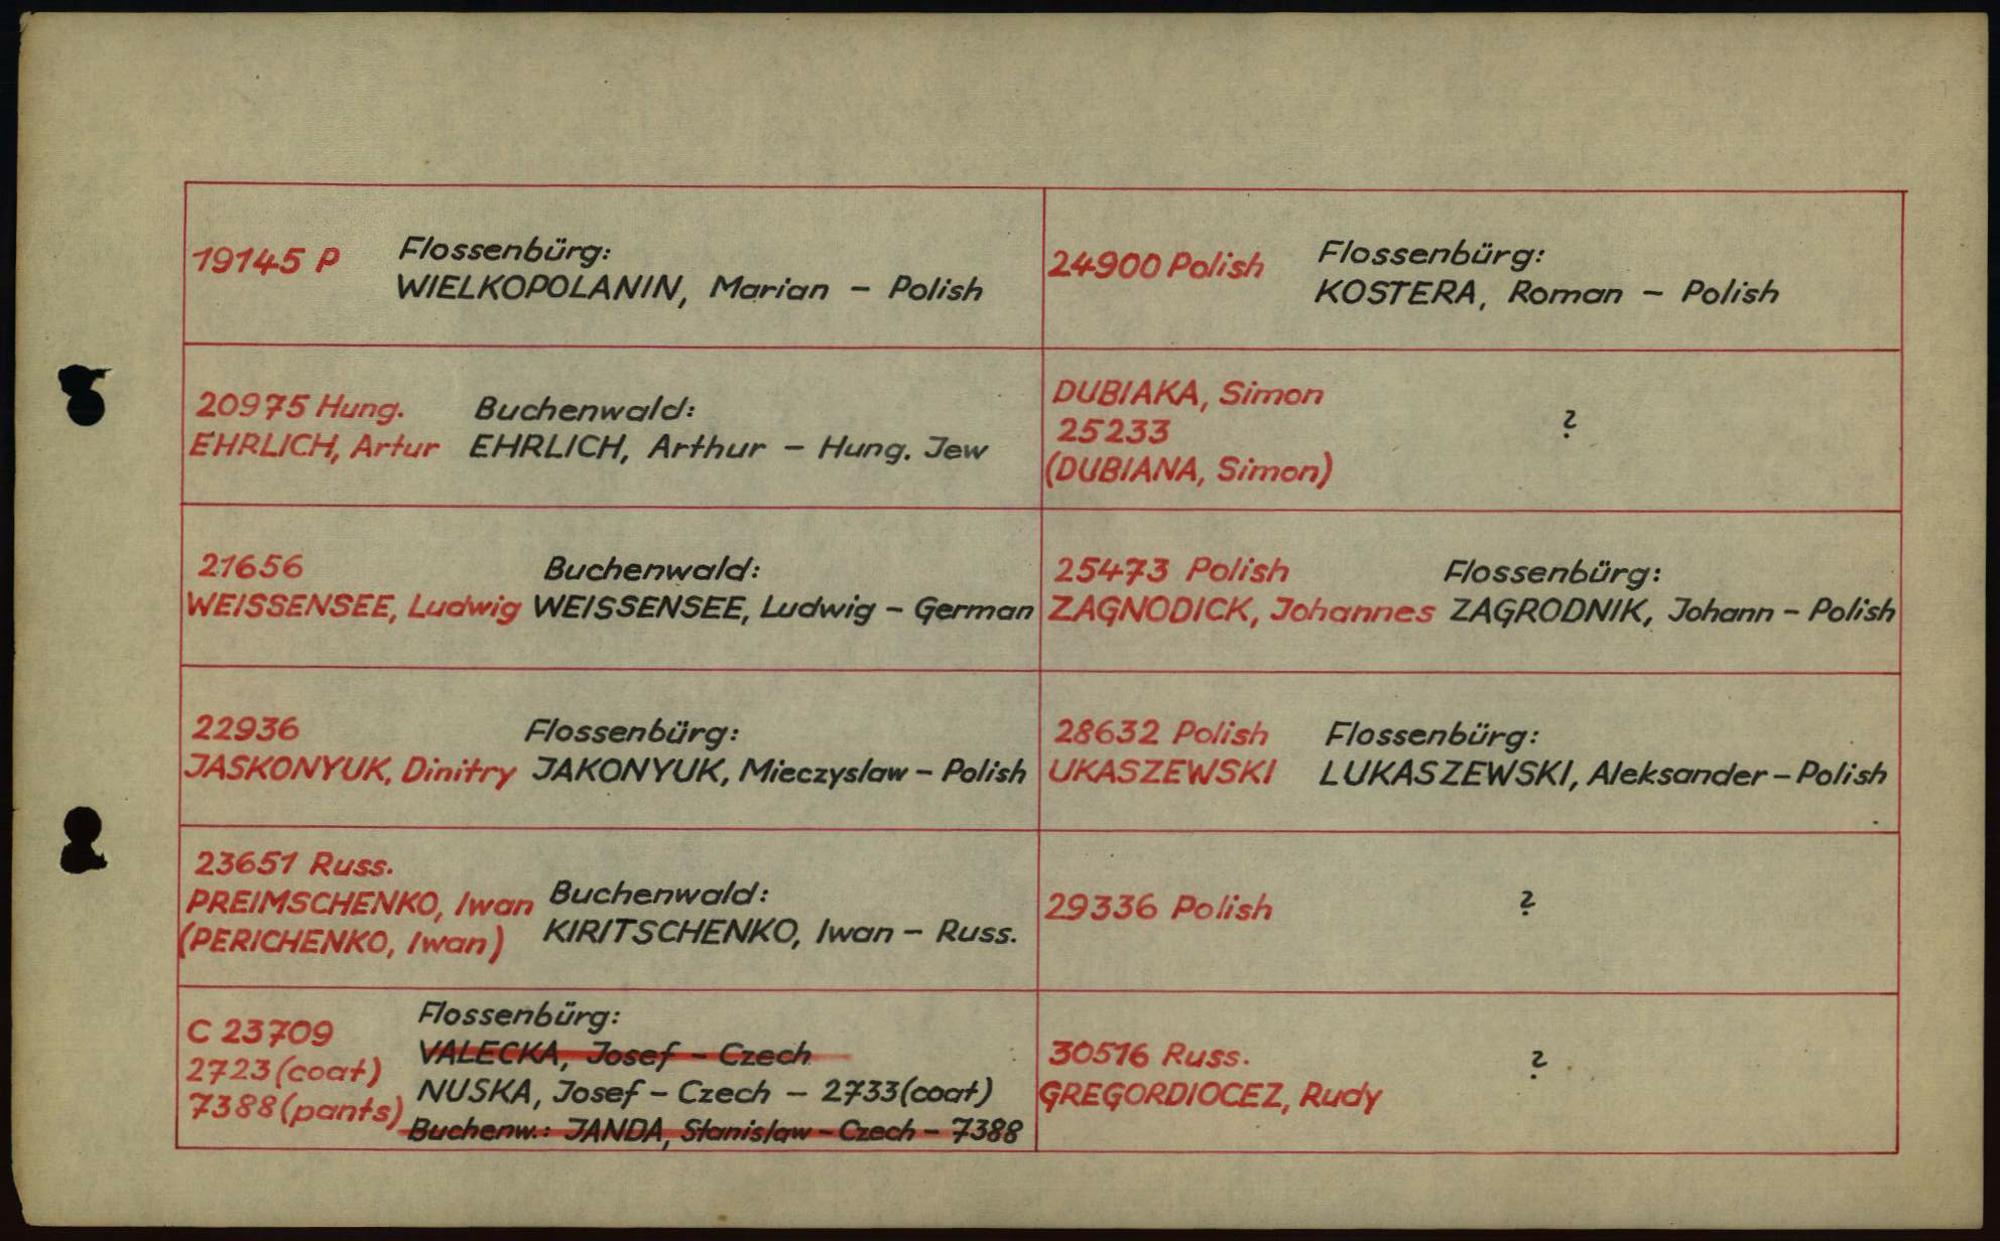 19145 P
Flossenbürg:
WIELKOPOLANIN, Marian – Polish
24900 Polish
Flossenbürg:
KOSTERA, Roman – Polish
20975 Hung.
EHRLICH, Artur
Buchenwald:
EHRLICH, Arthur – Hung. Jew
DUBIAKA, Simon
25233
(DUBIANA, Simon)
?
21656
WEISSENSEE, Ludwig
Buchenwald:
WEISSENSEE, Ludwig – German
25473 Polish
ZAGNODICK, Johannes
Flossenbürg:
ZAGRODNIK, Johann – Polish
22936
JASKONYUK, Dinitry
Flossenbürg:
JAKONYUK, Mieczyslaw – Polish
28632 Polish
UKASZEWSKI
Flossenbürg:
LUKASZEWSKI, Aleksander – Polish
23651 Russ.
PREIMSCHENKO, Iwan
(PERICHENKO, Iwan)
Buchenwald:
KIRITSCHENKO, Iwan – Russ.
29336 Polish
?
C 23709
2723 (coat)
7388 (pants)
Flossenbürg:
VALECKA, Josef – Czech
NUSKA, Josef – Czech – 2733 (coat)
Buchenw.: JANDA, Stanislaw – Czech – 7388
30516 Russ.
GREGORDIOCEZ, Rudy
?